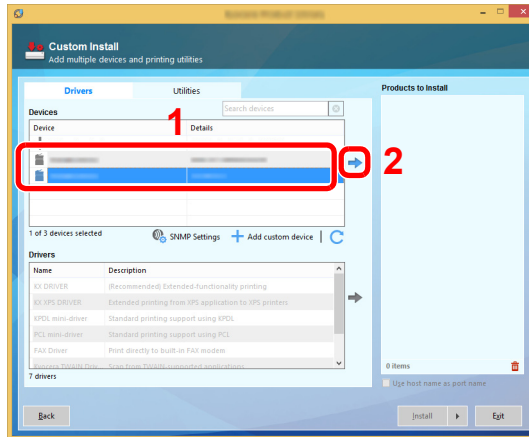 Custom Install
Add multiple devices and printing utilities
Drivers Utilities
Products to Install
Devices
1
Search devices
Device Details
2
1 of 3 devices selected SNMP Settings Add custom device
Drivers
Name Description
KX DRIVER (Recommended) Extended-functionality printing
KX XPS DRIVER Extended printing from XPS application to XPS printers
KPDL mini-driver Standard printing support using KPDL
PCL mini-driver Standard printing support using PCL
FAX Driver Print directly to built-in FAX modem
Kyocera TWAIN Driv Scan from TWAIN-supported applications
7 drivers
0 items
Use host name as port name
Back Install Exit